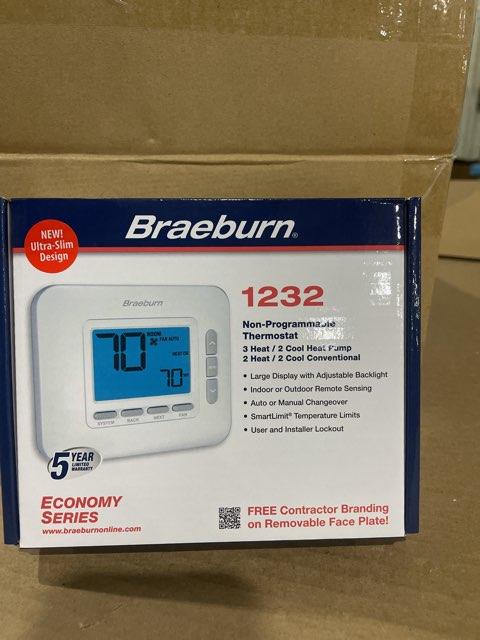 NEW!
Ultra-Slim
Design
Braeburn®
Braeburn
70
INDOOR
FAN AUTO
HEAT ON
70
SYSTEM BACK NEXT FAN
1232
Non-Programmable
Thermostat
3 Heat / 2 Cool Heat Pump
2 Heat / 2 Cool Conventional
• Large Display with Adjustable Backlight
• Indoor or Outdoor Remote Sensing
• Auto or Manual Changeover
• SmartLimit® Temperature Limits
• User and Installer Lockout
5 YEAR
LIMITED
WARRANTY
ECONOMY
SERIES
www.braeburnonline.com
FREE Contractor Branding
on Removable Face Plate!